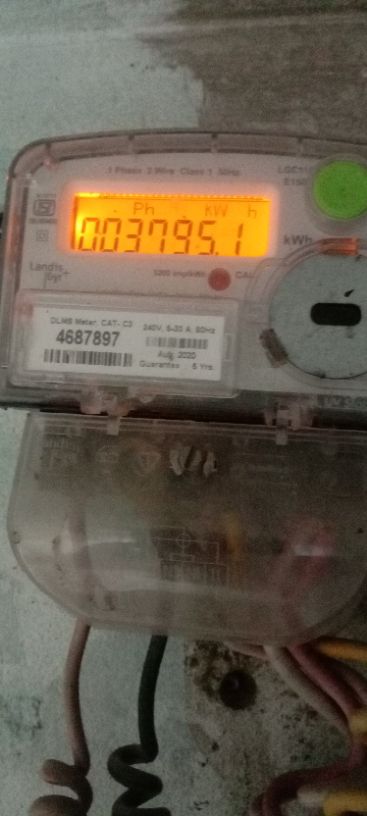 1 Phase 2 Wire Class 1 50Hz
Ph kW h
003795.1
kWh
Landis
Gyr+
3200 imp/kWh
DLMS Meter, CAT- C3
240V, 5-30 A, 50Hz
4687897
Aug, 2020
Guarantee 5 Yrs.